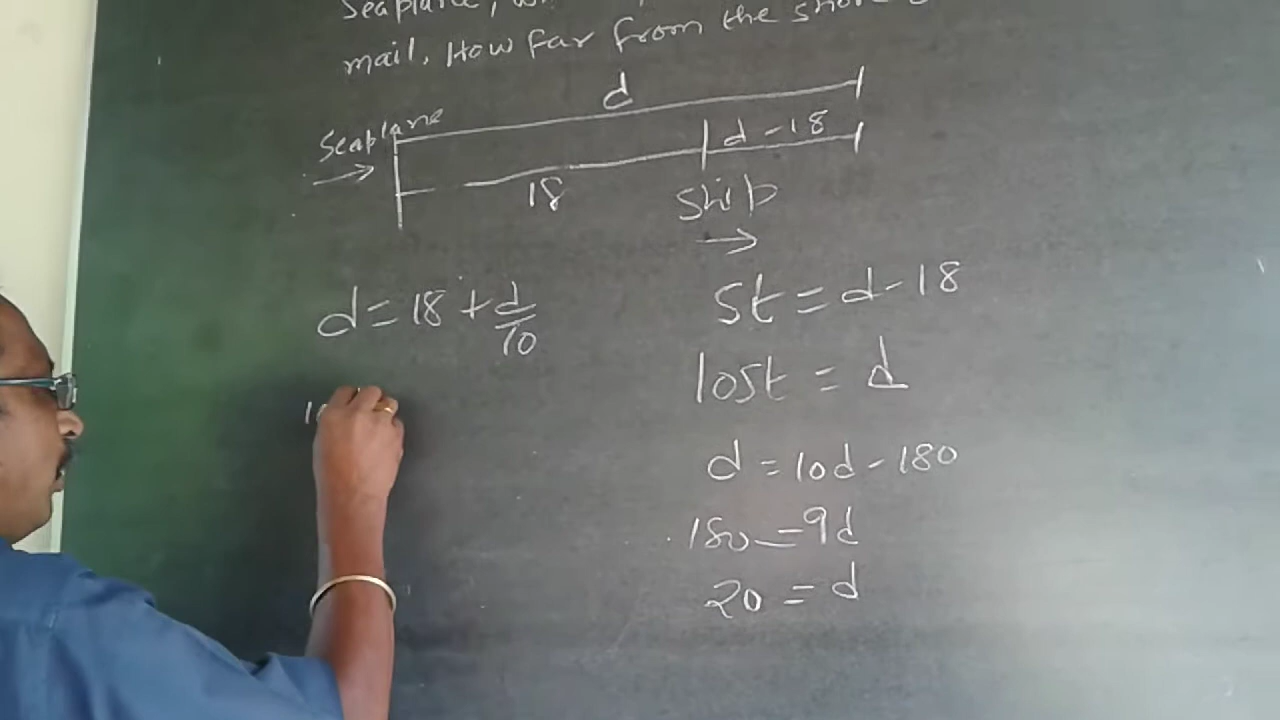 Seaplane,
mail. How far from the shore
d
Seaplane
d - 18
18
Ship
d = 18 + d/10
St = d - 18
10St = d
10
d = 10d - 180
180 = 9d
20 = d